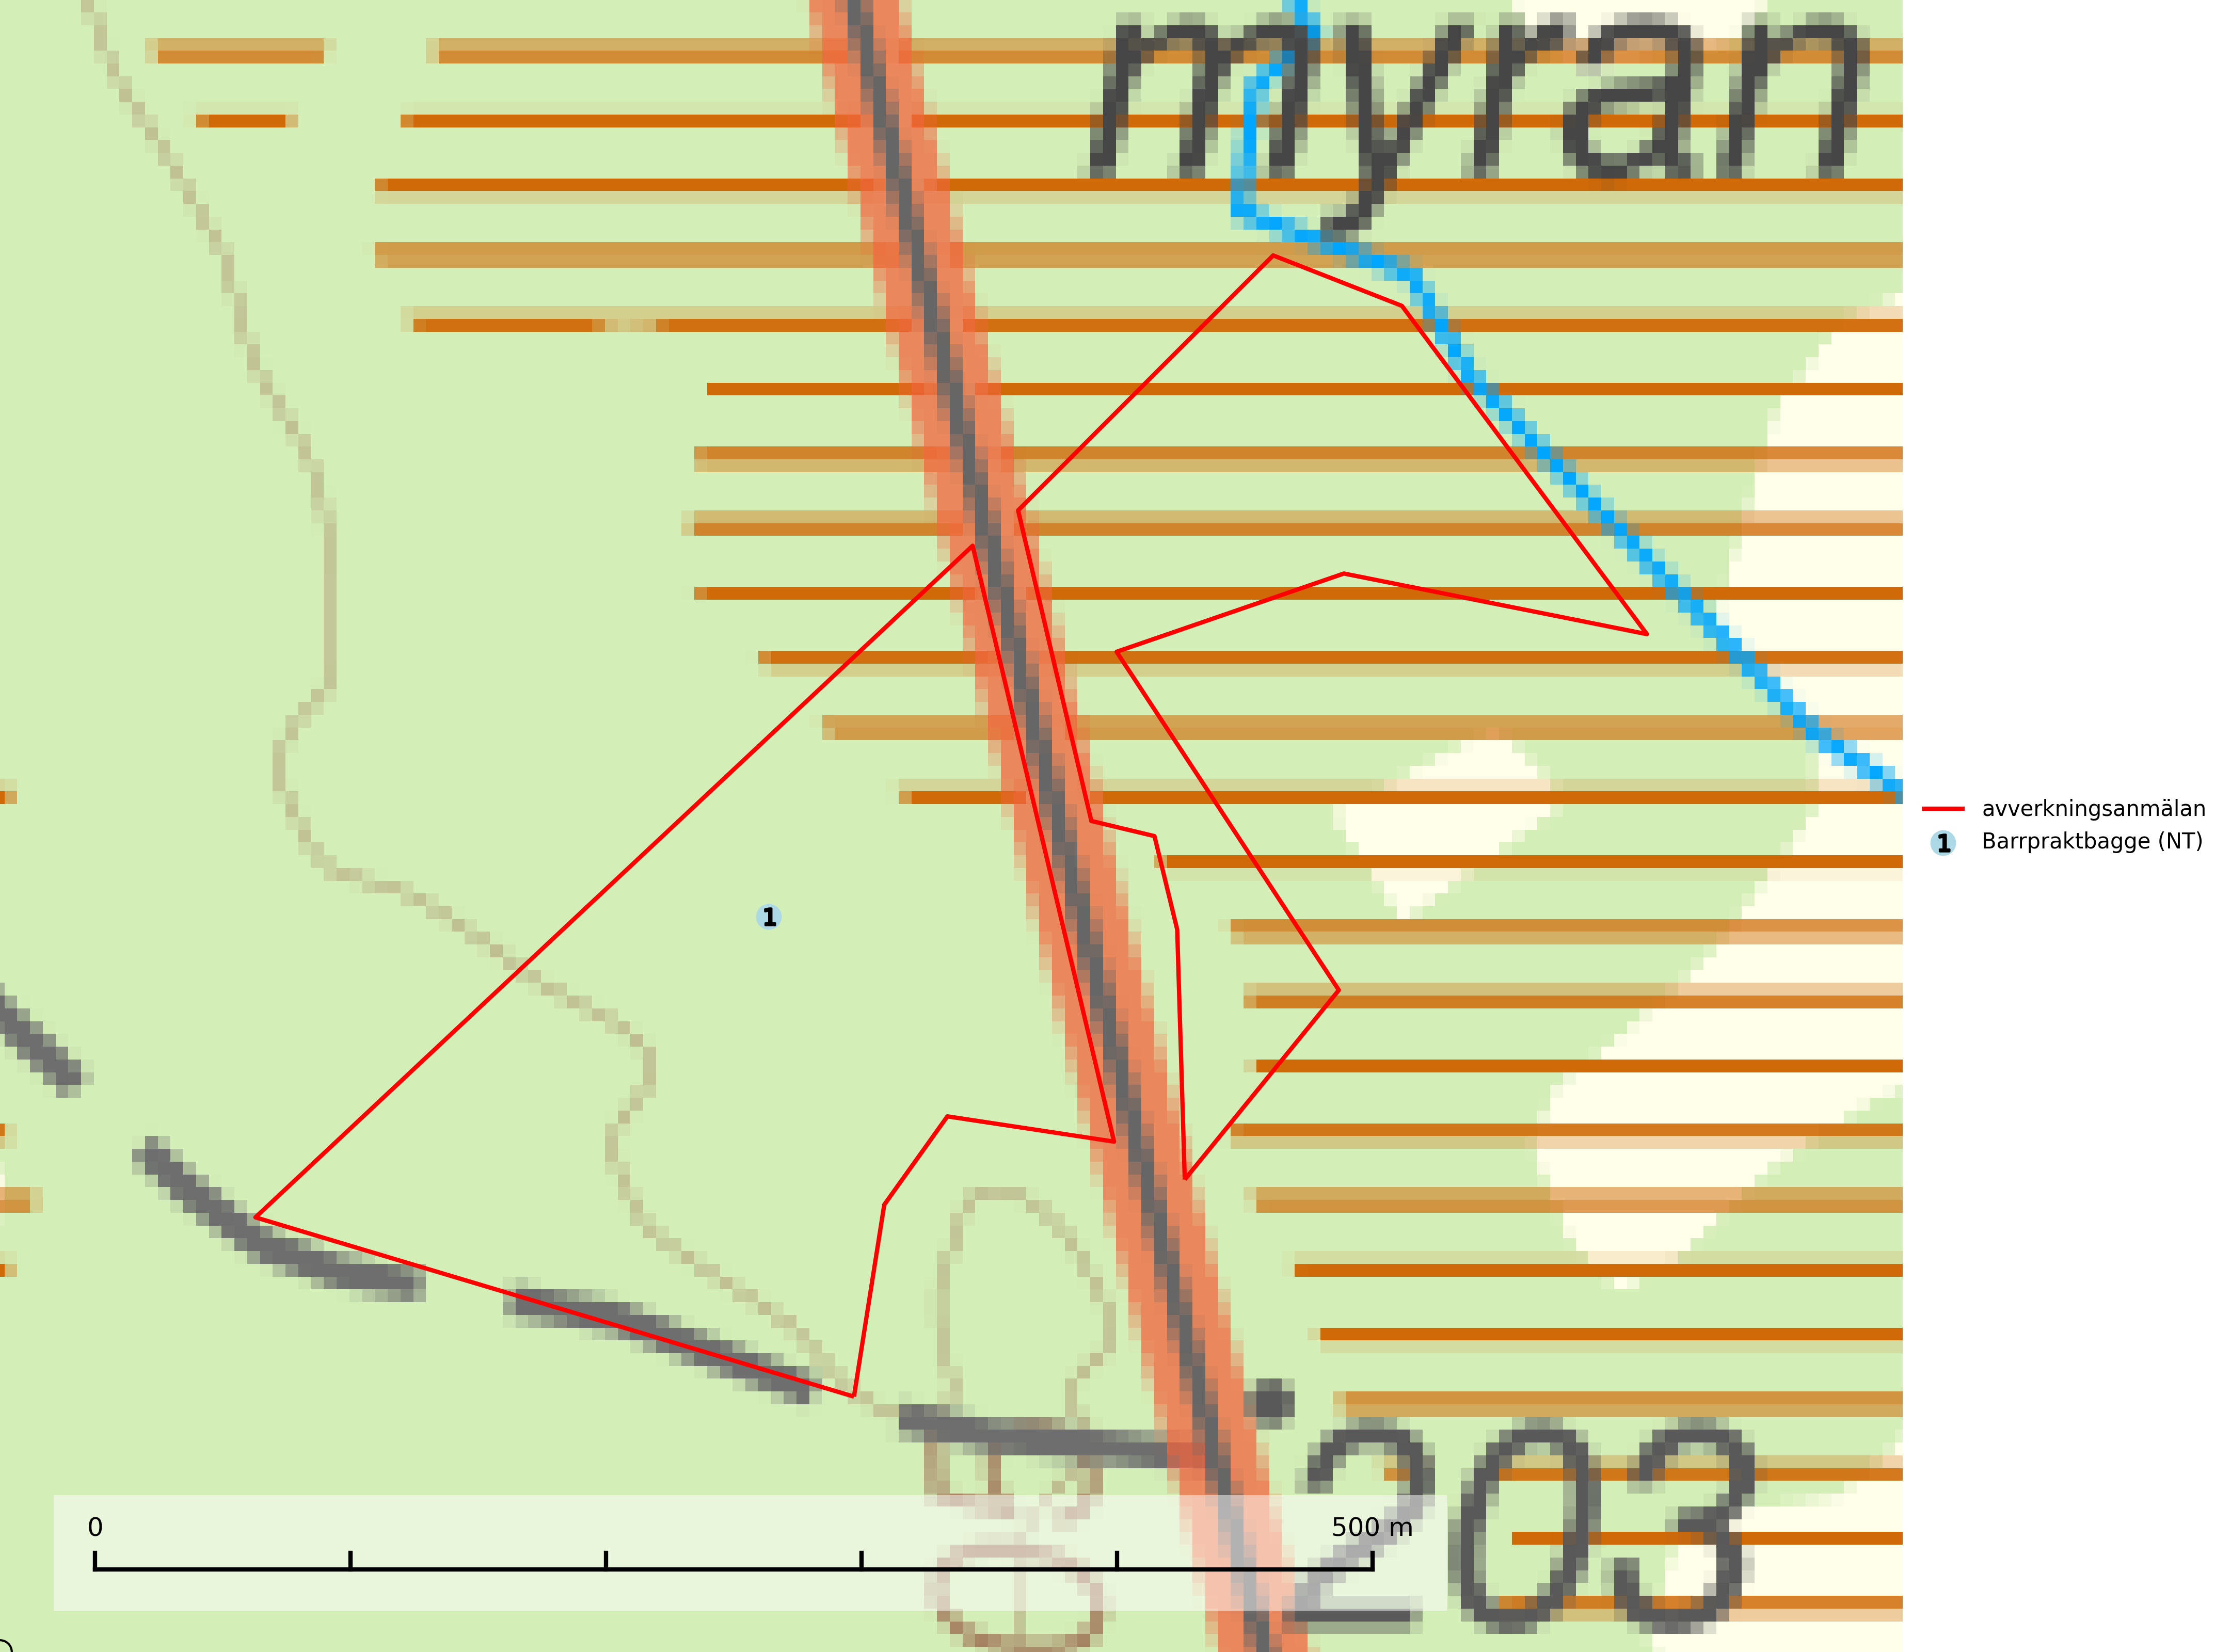 myran
1
avverkningsanmälan
1 Barrpraktbagge (NT)
203
0 500 m